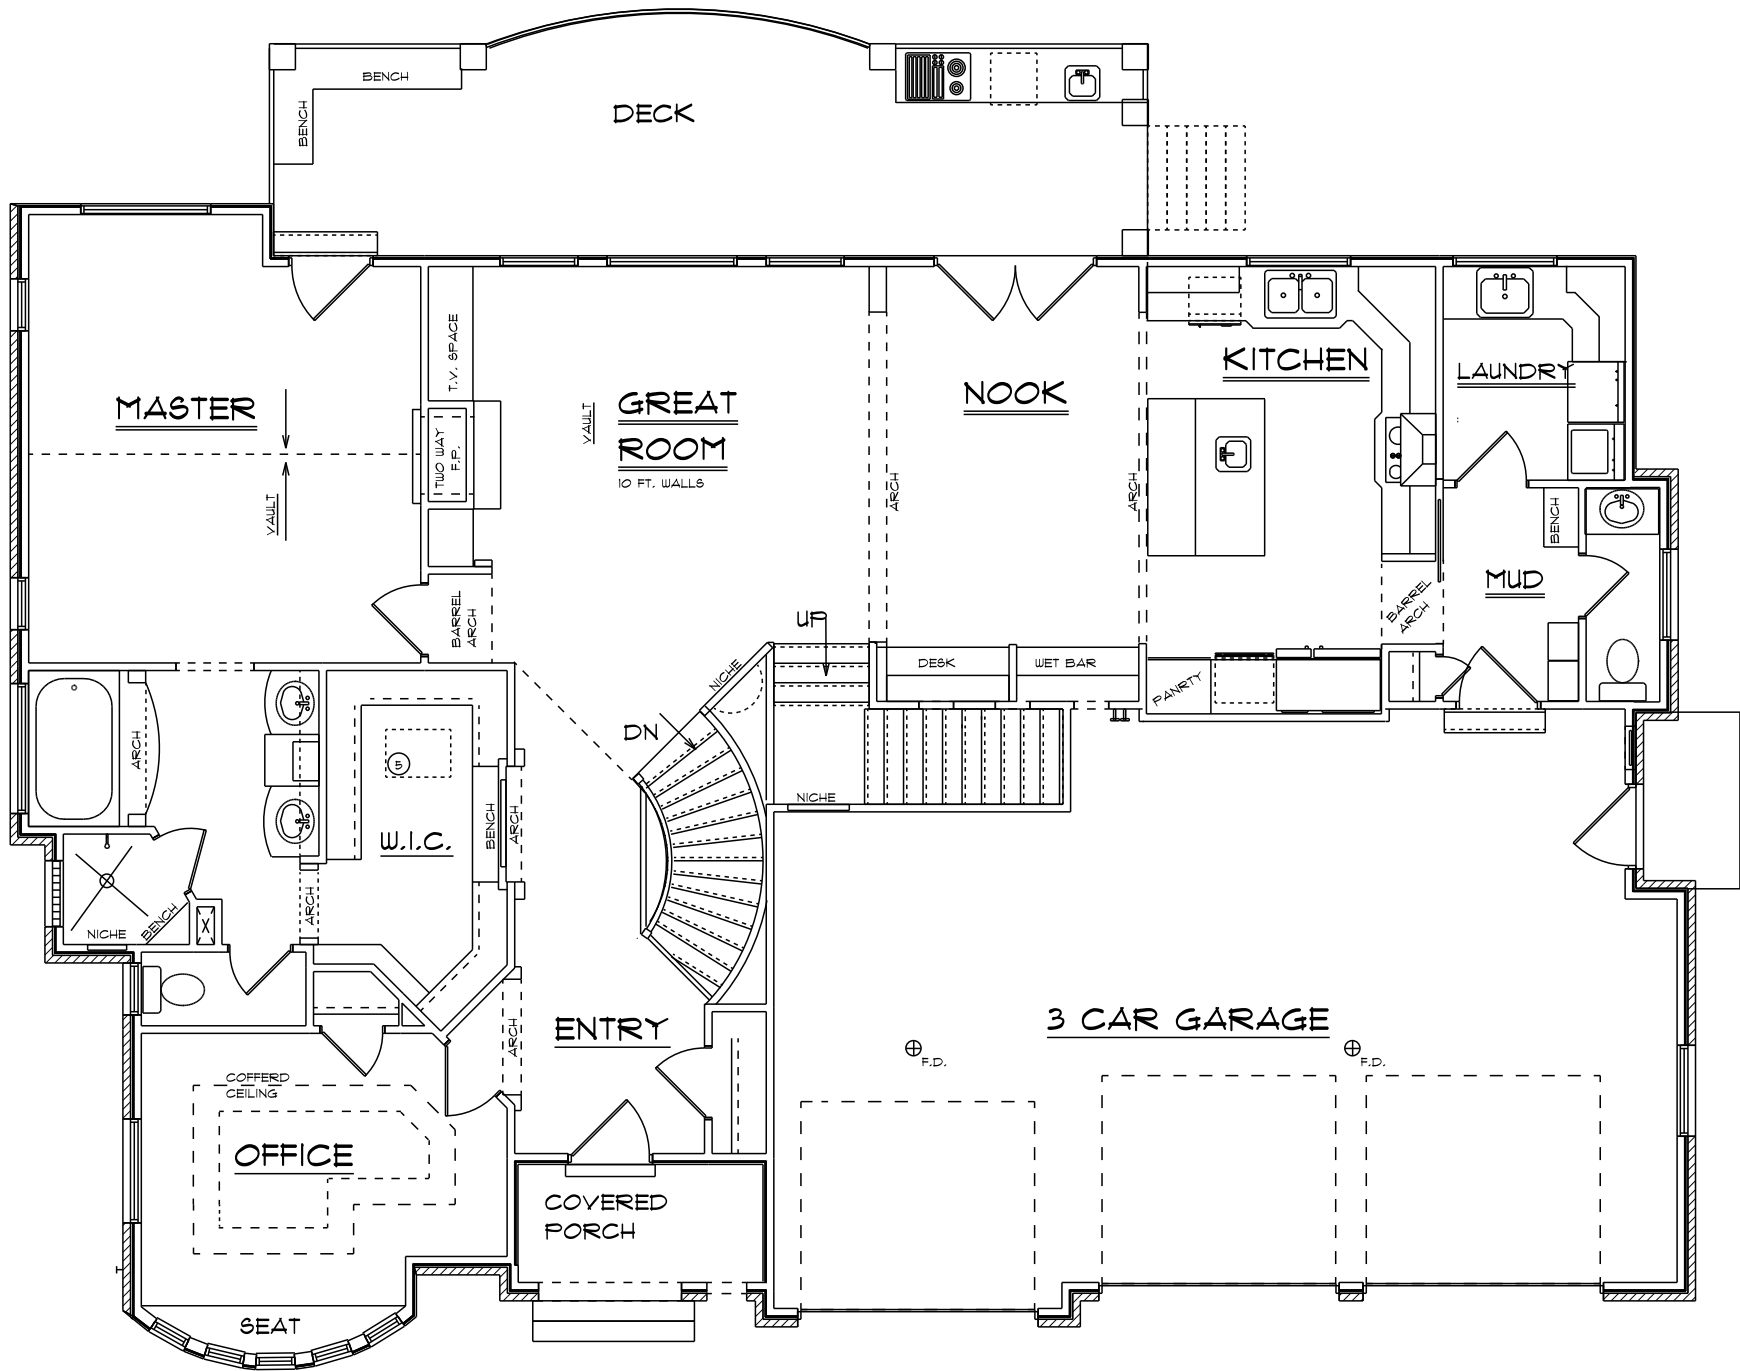 BENCH
BENCH
DECK
MASTER
VAULT
T.V. SPACE
TWO WAY
F.P.
VAULT
GREAT
ROOM
10 FT. WALLS
ARCH
NOOK
ARCH
KITCHEN
LAUNDRY
BENCH
MUD
BARREL
ARCH
BARREL
ARCH
UP
NICHE
DESK
WET BAR
PANRTY
DN
ARCH
5
W.I.C.
BENCH
ARCH
NICHE
NICHE
BENCH
ARCH
ARCH
ENTRY
3 CAR GARAGE
F.D.
F.D.
COFFERD
CEILING
OFFICE
COVERED
PORCH
SEAT